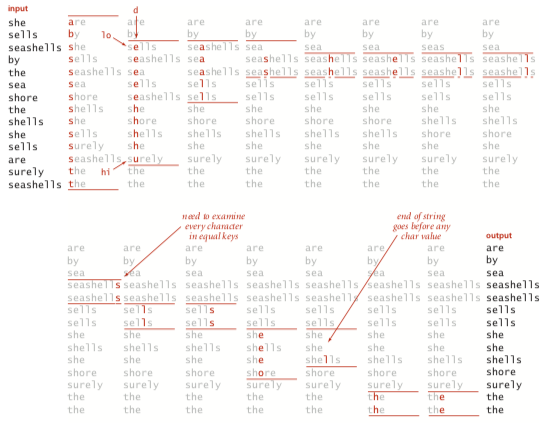 input
d
she are are are are are are are are
sells by lo by by by by by by by
seashells she sells seashells sea sea sea seas sea
by sells seashells sea seashells seashells seashells seashells seashells
the seashells sea seashells seashells seashells seashells seashells seashells
sea sea sells sells sells sells sells sells sells
shore shore seashells sells sells sells sells sells sells
the shells she she she she she she she
shells she shore shore shore shore shore shore shore
she sells shells shells shells shells shells shells shells
sells surely she she she she she she she
are seashells hi surely surely surely surely surely surely surely
surely the the the the the the the the
seashells the the the the the the the the
need to examine
every character
in equal keys
end of string
goes before any
char value
output
are are are are are are are are
by by by by by by by by
sea sea sea sea sea sea sea sea
seashells seashells seashells seashells seashells seashells seashells seashells
seashells seashells seashells seashells seashells seashells seashells seashells
sells sells sells sells sells sells sells sells
sells sells sells sells sells sells sells sells
she she she she she she she she
shells shells shells she she she she she
she she she she shells shells shells shells
shore shore shore shore shore shore shore shore
surely surely surely surely surely surely surely surely
the the the the the the the the
the the the the the the the the